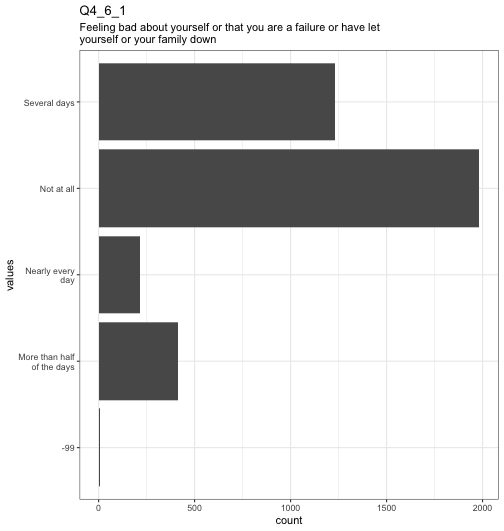 Q4_6_1
Feeling bad about yourself or that you are a failure or have let
yourself or your family down
Several days
Not at all
Nearly every
day
More than half
of the days
-99
values
0
500
1000
1500
2000
count